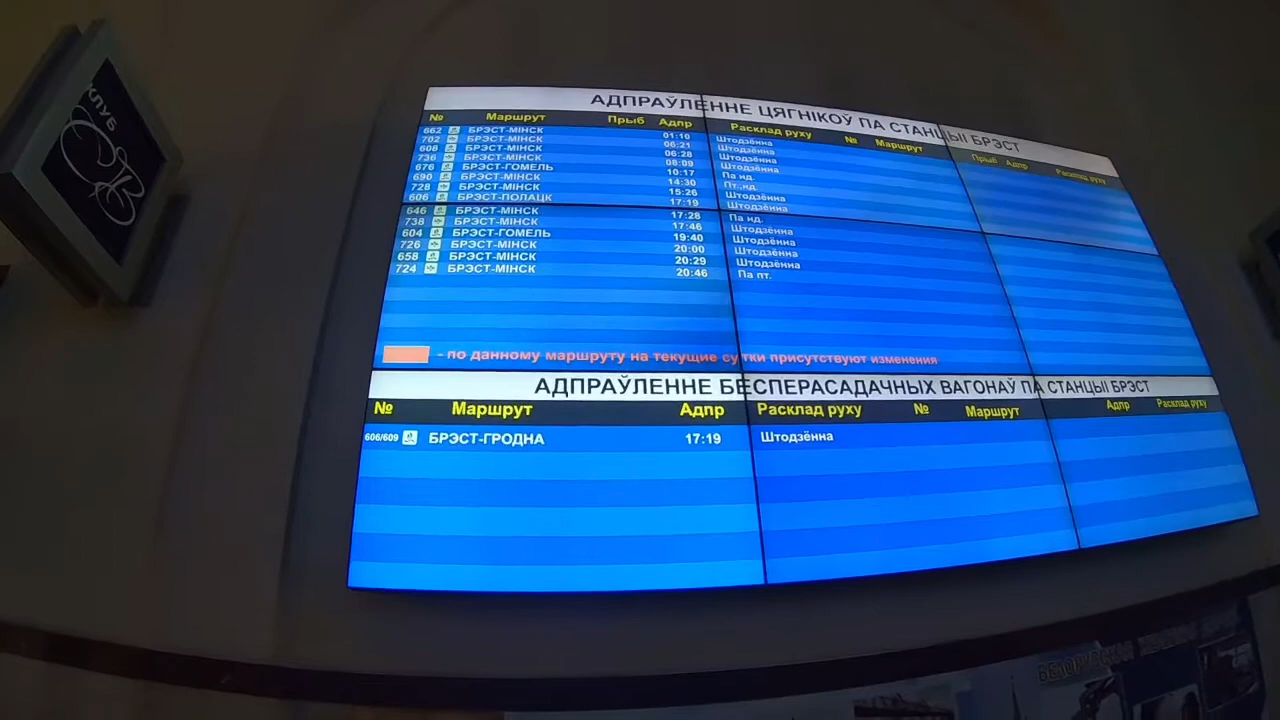 КЛУБ
АДПРАЎЛЕННЕ ЦЯГНІКОЎ ПА СТАНЦЫІ БРЭСТ
№ Маршрут Прыб Адпр Расклад руху № Маршрут Прыб Адпр Расклад руху
662 БРЭСТ-МІНСК 01:10 Штодзённа
702 БРЭСТ-МІНСК 06:21 Штодзённа
608 БРЭСТ-МІНСК 06:28 Штодзённа
736 БРЭСТ-МІНСК 08:09 Штодзённа
676 БРЭСТ-ГОМЕЛЬ 10:17 Па нд.
690 БРЭСТ-МІНСК 14:30 Пт.,нд.
728 БРЭСТ-МІНСК 15:26 Штодзённа
606 БРЭСТ-ПОЛАЦК 17:19 Штодзённа
646 БРЭСТ-МІНСК 17:28 Па нд.
738 БРЭСТ-МІНСК 17:46 Штодзённа
604 БРЭСТ-ГОМЕЛЬ 19:40 Штодзённа
726 БРЭСТ-МІНСК 20:00 Штодзённа
658 БРЭСТ-МІНСК 20:29 Штодзённа
724 БРЭСТ-МІНСК 20:46 Па пт.
- по данному маршруту на текущие сутки присутствуют изменения
АДПРАЎЛЕННЕ БЕСПЕРАСАДАЧНЫХ ВАГОНАЎ ПА СТАНЦЫІ БРЭСТ
№ Маршрут Адпр Расклад руху № Маршрут Адпр Расклад руху
606/609 БРЭСТ-ГРОДНА 17:19 Штодзённа